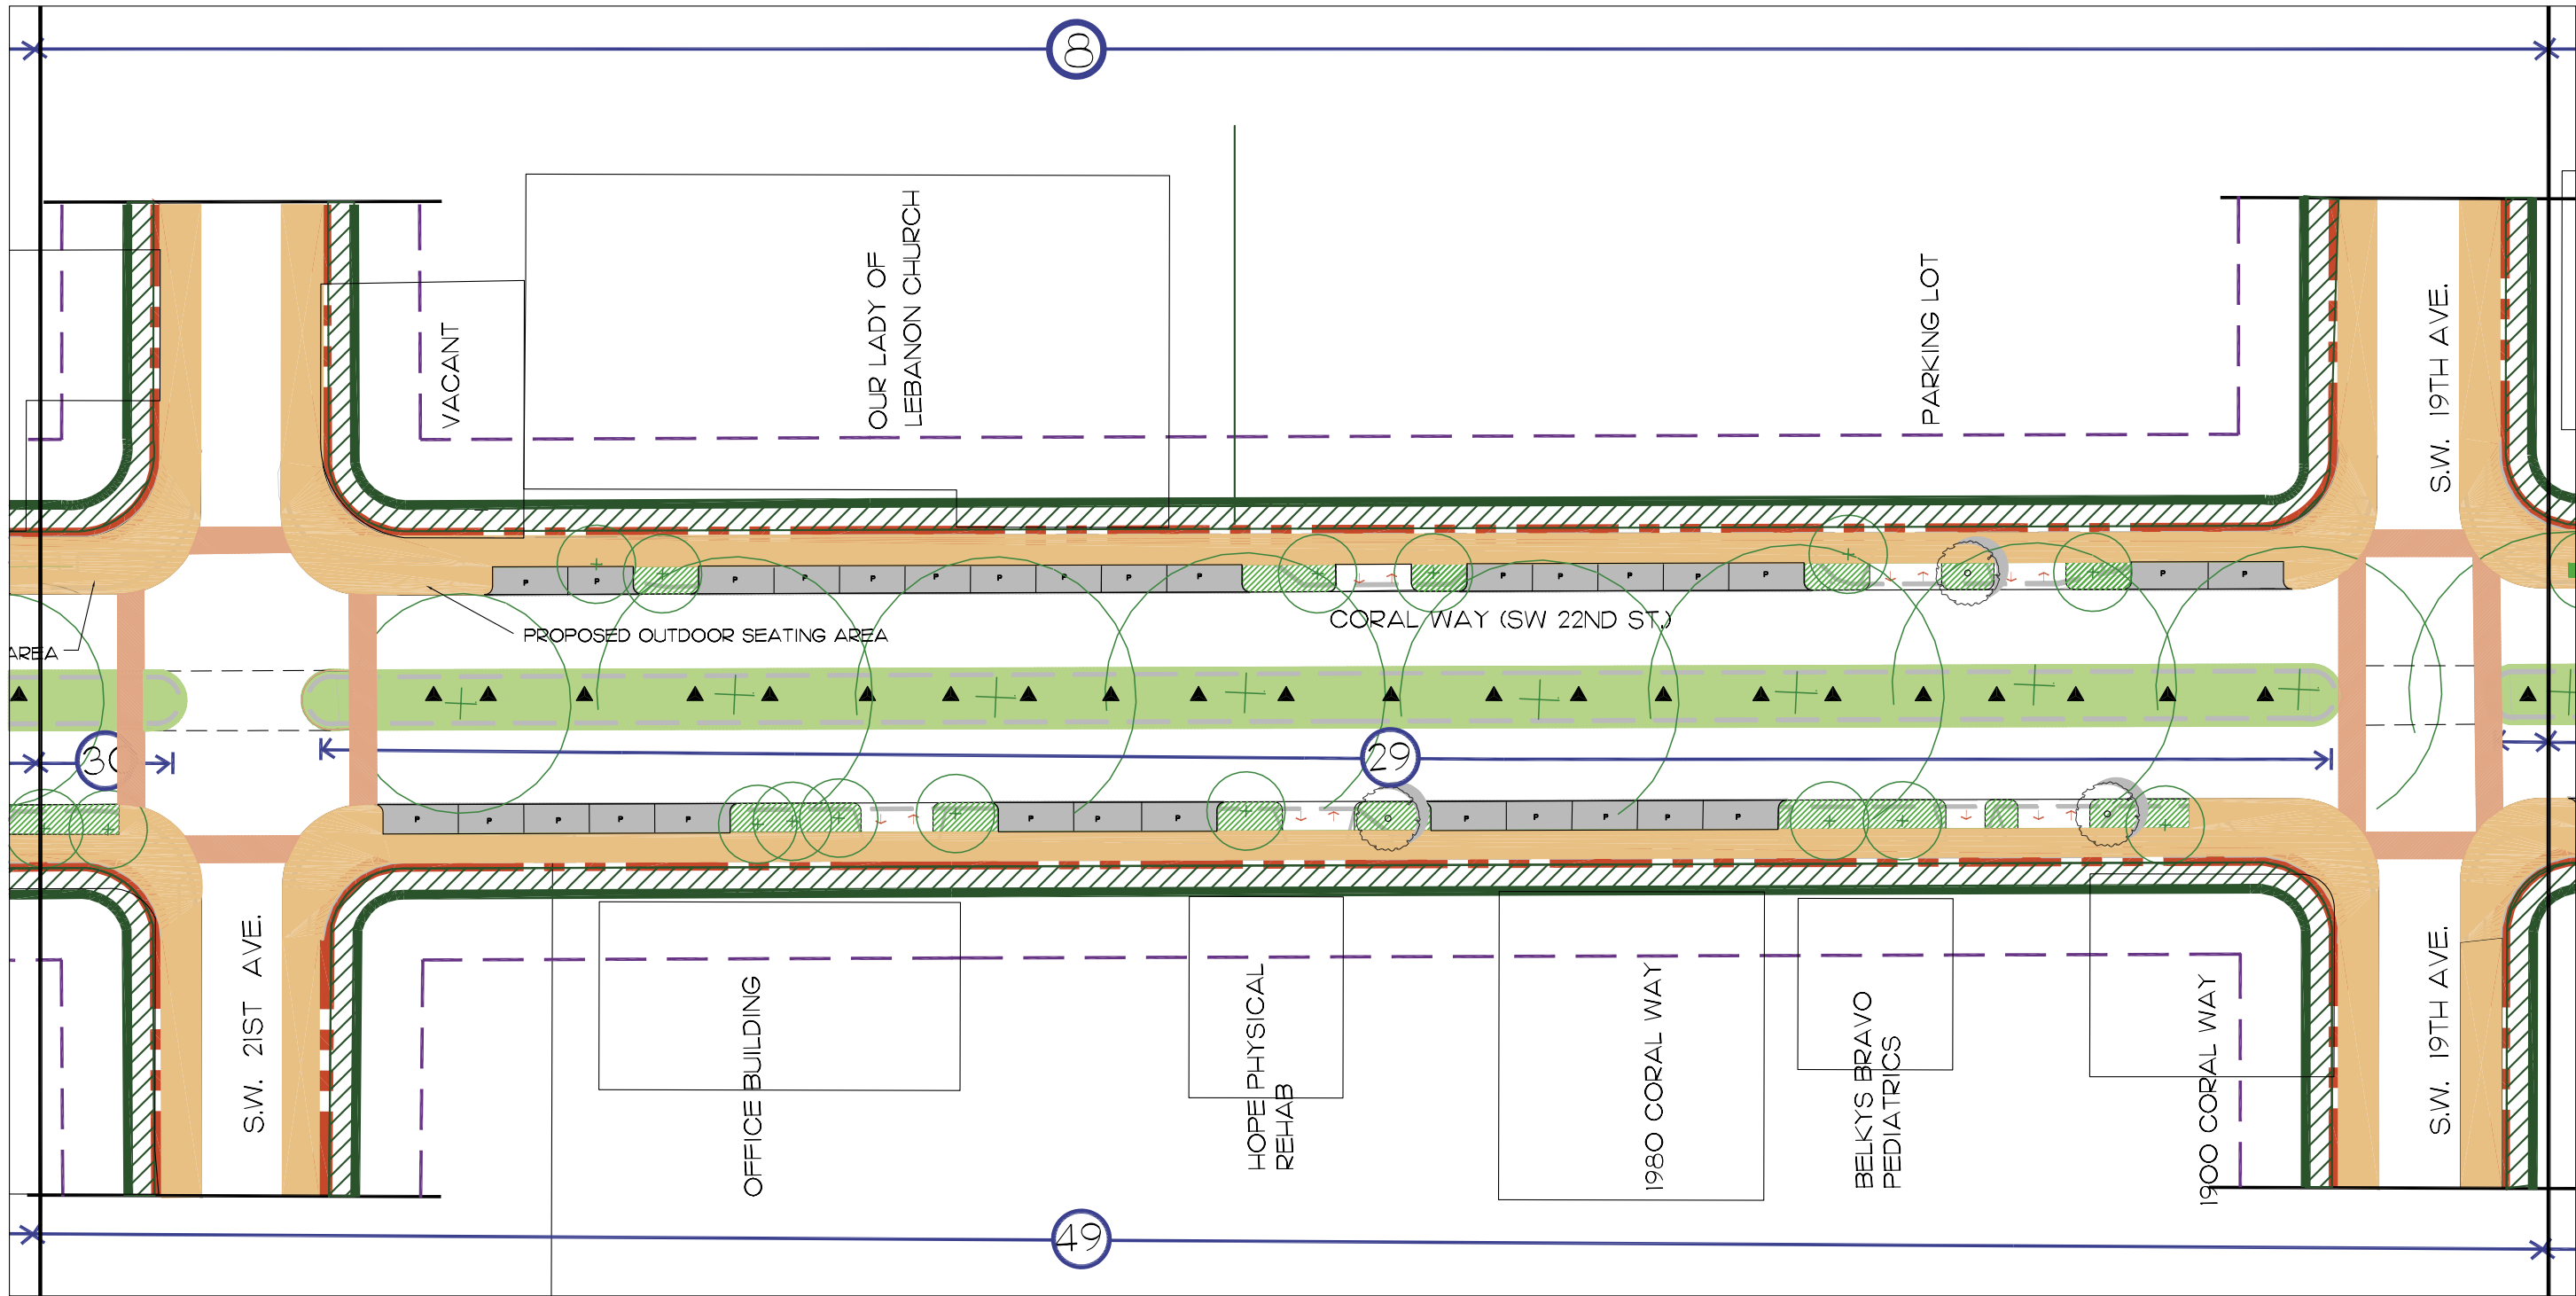 8
VACANT
OUR LADY OF
LEBANON CHURCH
PARKING LOT
S.W. 19TH AVE.
P P P P P P P P P P P P P P P P P
PROPOSED OUTDOOR SEATING AREA
CORAL WAY (SW 22ND ST.)
AREA
30
29
P P P P P P P P P P P P P
S.W. 21ST AVE.
OFFICE BUILDING
HOPE PHYSICAL
REHAB
1980 CORAL WAY
BELKYS BRAVO
PEDIATRICS
1900 CORAL WAY
S.W. 19TH AVE.
49